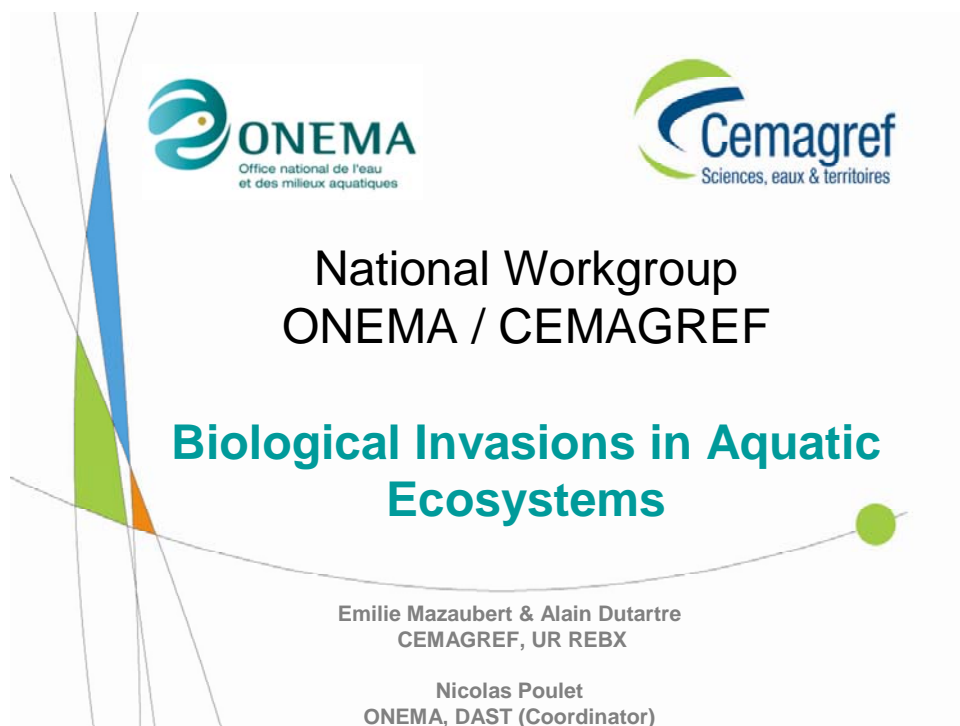 ONEMA
Office national de l'eau
et des milieux aquatiques
Cemagref
Sciences, eaux & territoires
National Workgroup
ONEMA / CEMAGREF
Biological Invasions in Aquatic
Ecosystems
Emilie Mazaubert & Alain Dutartre
CEMAGREF, UR REBX
Nicolas Poulet
ONEMA, DAST (Coordinator)